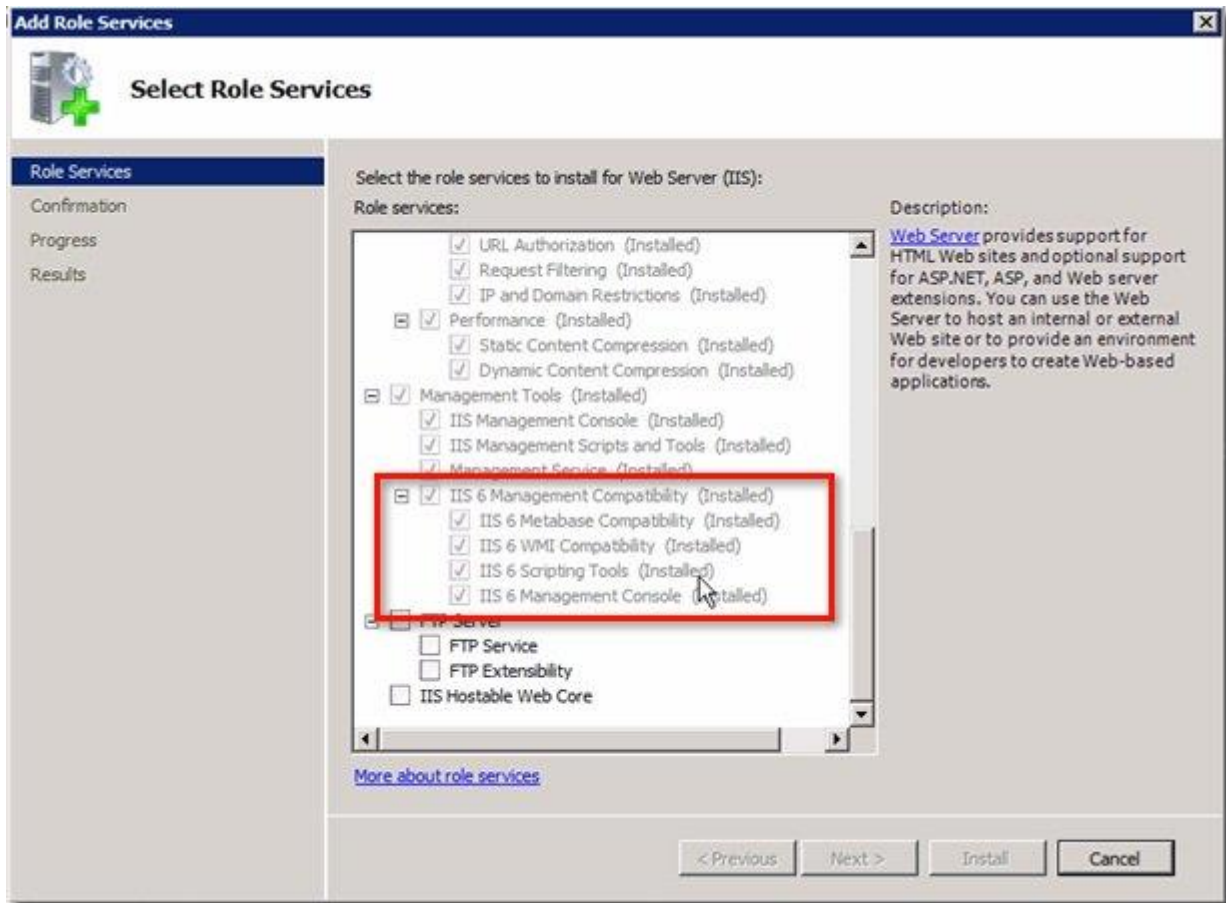 Add Role Services
Select Role Services
Role Services
Confirmation
Progress
Results
Select the role services to install for Web Server (IIS):
Role services:
URL Authorization (Installed)
Request Filtering (Installed)
IP and Domain Restrictions (Installed)
Performance (Installed)
Static Content Compression (Installed)
Dynamic Content Compression (Installed)
Management Tools (Installed)
IIS Management Console (Installed)
IIS Management Scripts and Tools (Installed)
Management Service (Installed)
IIS 6 Management Compatibility (Installed)
IIS 6 Metabase Compatibility (Installed)
IIS 6 WMI Compatibility (Installed)
IIS 6 Scripting Tools (Installed)
IIS 6 Management Console (Installed)
FTP Server
FTP Service
FTP Extensibility
IIS Hostable Web Core
More about role services
Description:
Web Server provides support for
HTML Web sites and optional support
for ASP.NET, ASP, and Web server
extensions. You can use the Web
Server to host an internal or external
Web site or to provide an environment
for developers to create Web-based
applications.
< Previous
Next >
Install
Cancel